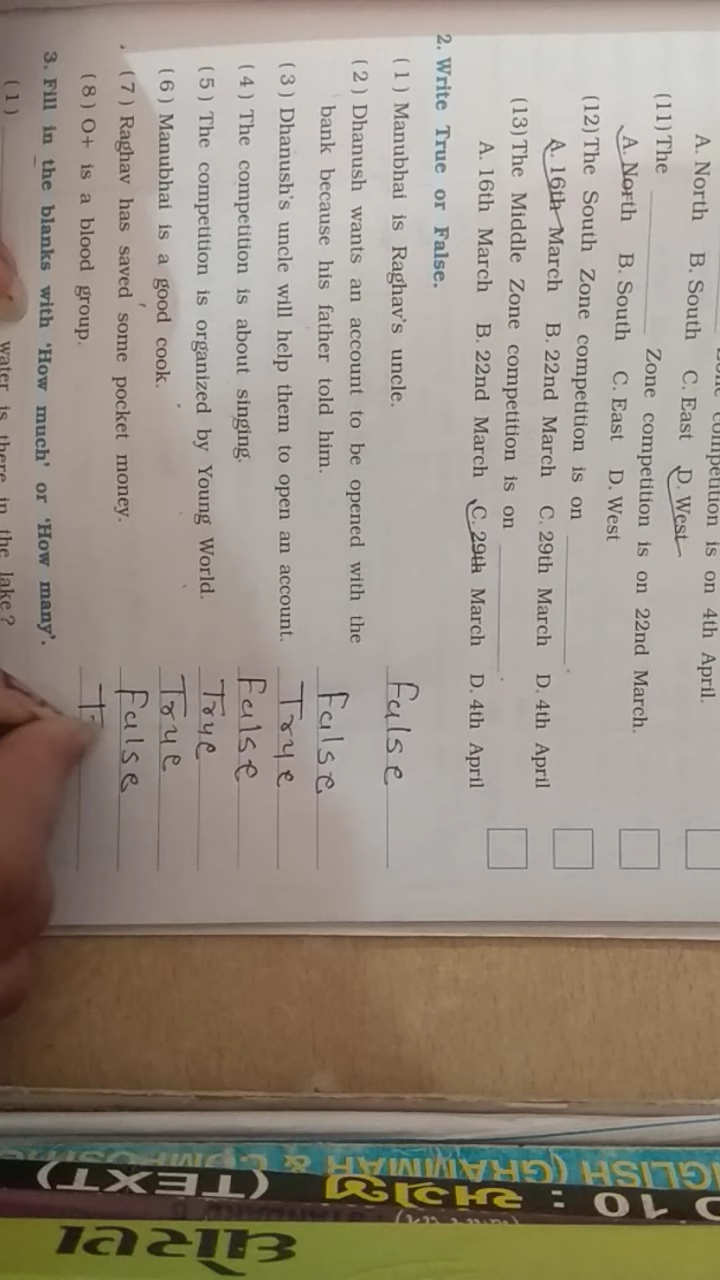 Zone competition is on 4th April.
A. North B. South C. East D. West
(11) The ________ Zone competition is on 22nd March.
A. North B. South C. East D. West
(12) The South Zone competition is on ________.
A. 16th March B. 22nd March C. 29th March D. 4th April
(13) The Middle Zone competition is on ________.
A. 16th March B. 22nd March C. 29th March D. 4th April
2. Write True or False.
(1) Manubhai is Raghav's uncle. False
(2) Dhanush wants an account to be opened with the
bank because his father told him. False
(3) Dhanush's uncle will help them to open an account. True
(4) The competition is about singing. False
(5) The competition is organized by Young World. True
(6) Manubhai is a good cook. True
(7) Raghav has saved some pocket money. False
(8) O+ is a blood group. T
3. Fill in the blanks with 'How much' or 'How many'.
(1) water is there in the lake?
(GRAMMAR &
10 :
(TEXT)
ધોરણ